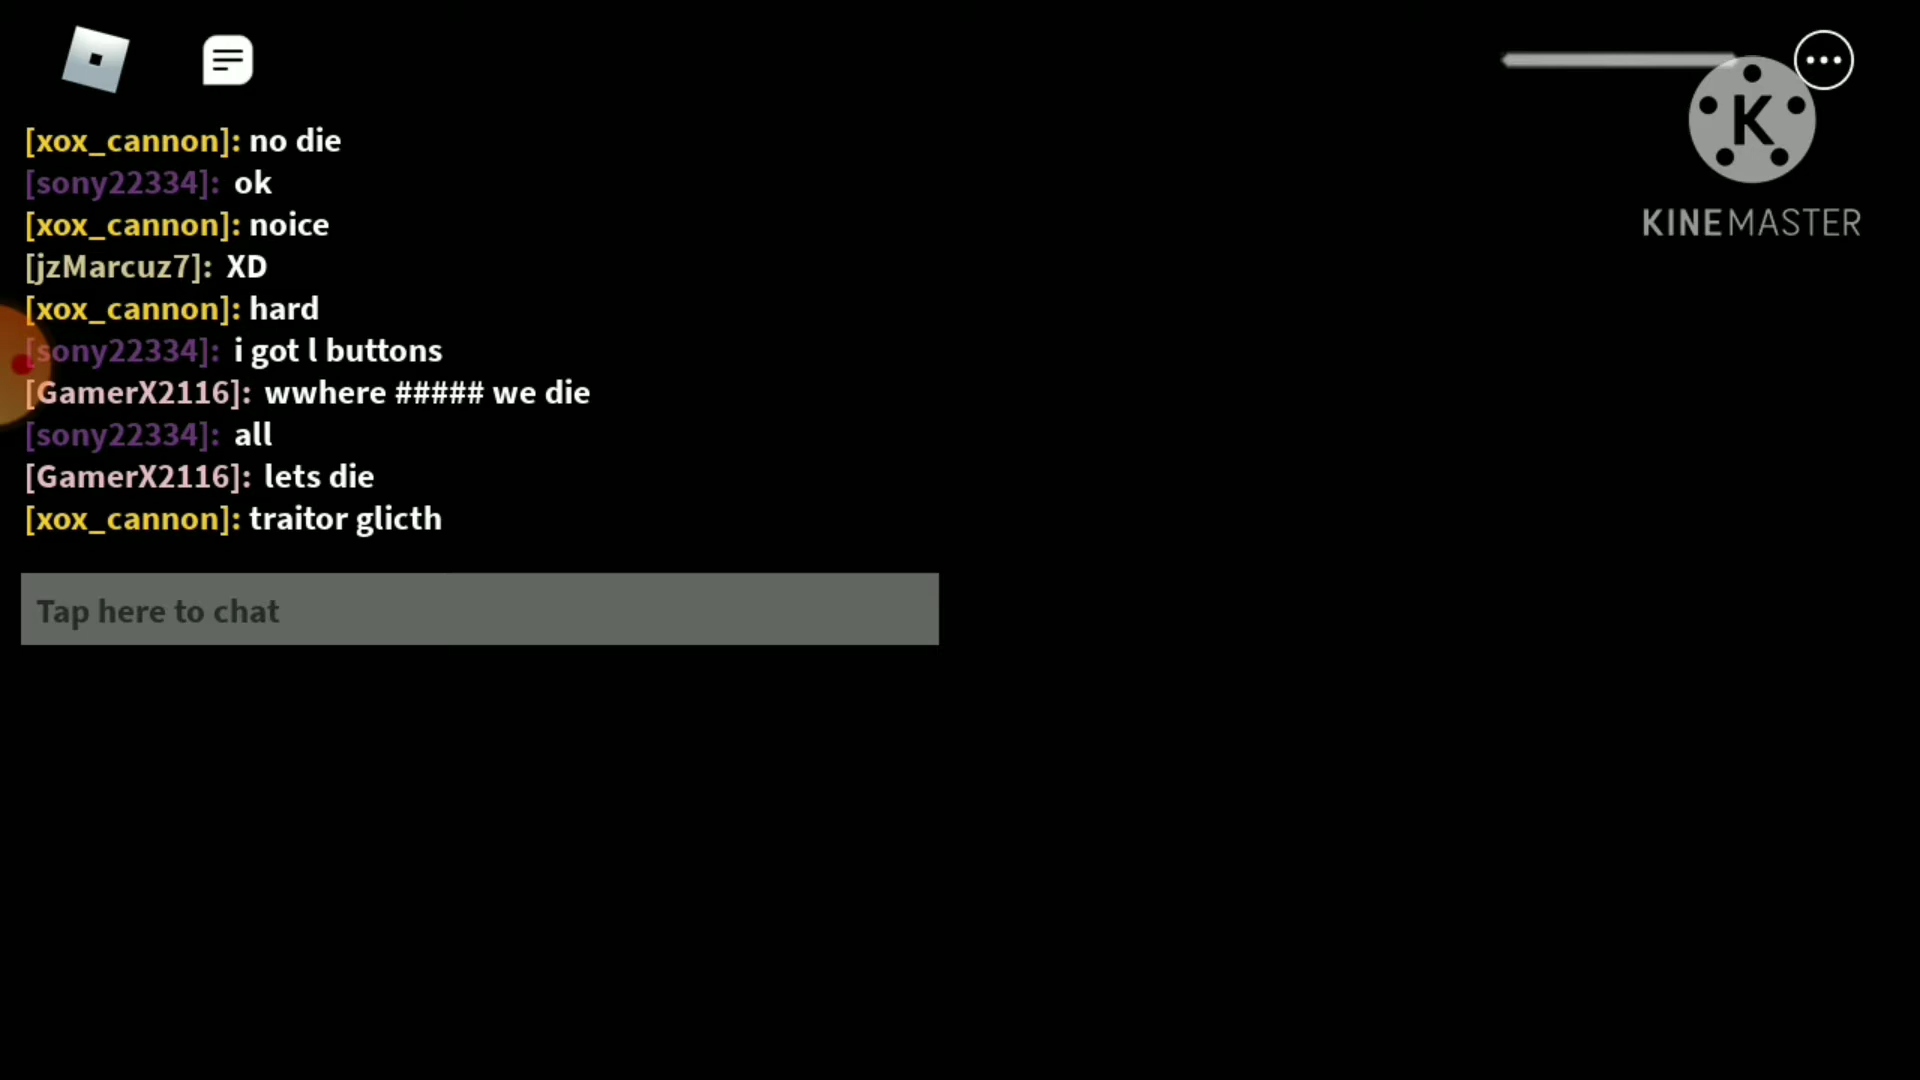 [xox_cannon]: no die
[sony22334]: ok
[xox_cannon]: noice
[jzMarcuz7]: XD
[xox_cannon]: hard
[sony22334]: i got l buttons
[GamerX2116]: wwhere ##### we die
[sony22334]: all
[GamerX2116]: lets die
[xox_cannon]: traitor glicth
Tap here to chat
K
KINEMASTER